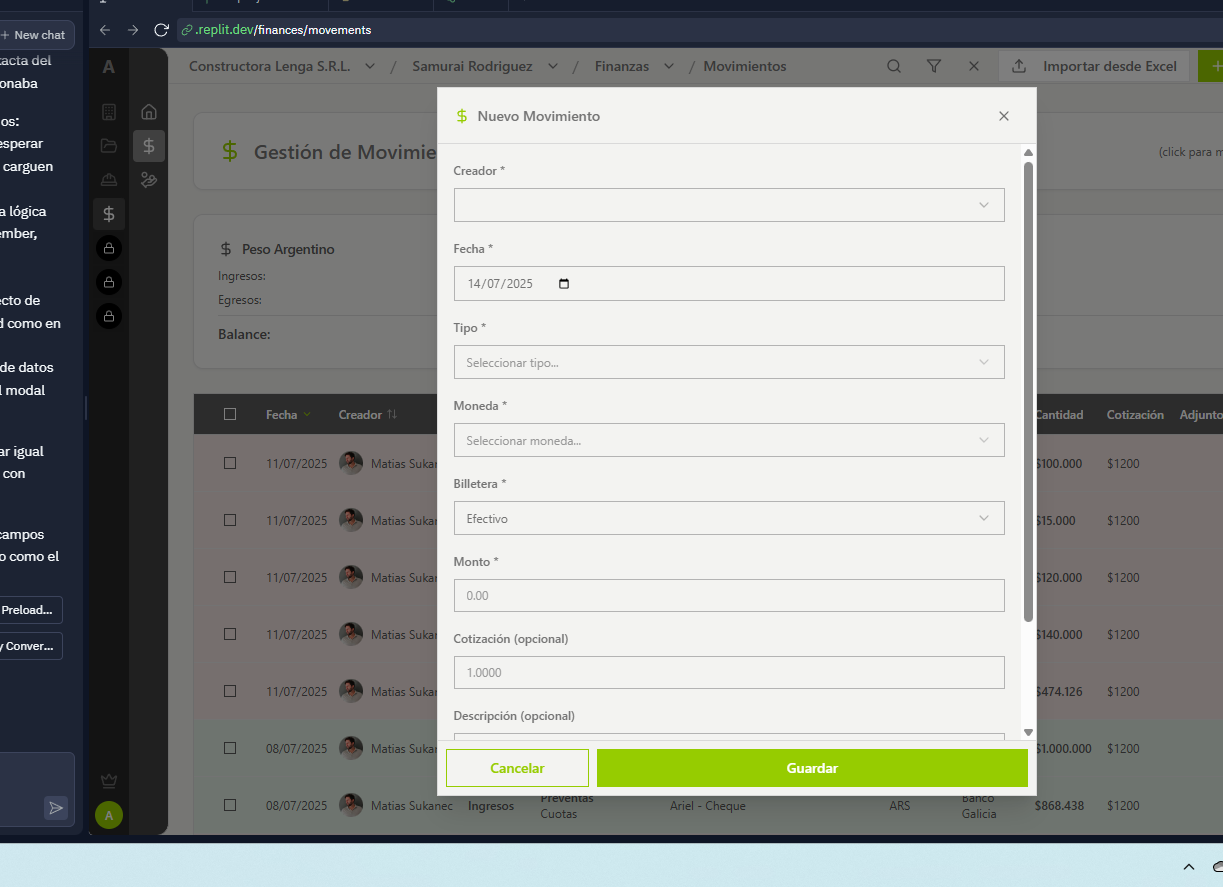 New chat
tacta del
onaba
os:
esperar
carguen
a lógica
ember,
ecto de
d como en
de datos
l modal
ar igual
con
campos
o como el
Preload...
y Conver...
.replit.dev/finances/movements
A
Constructora Lenga S.R.L. / Samurai Rodriguez / Finanzas / Movimientos
Importar desde Excel
$ Gestión de Movimie
(click para m
$ Peso Argentino
Ingresos:
Egresos:
Balance:
$ Nuevo Movimiento
Creador *
Fecha *
14/07/2025
Tipo *
Seleccionar tipo...
Moneda *
Seleccionar moneda...
Billetera *
Efectivo
Monto *
0.00
Cotización (opcional)
1.0000
Descripción (opcional)
Cancelar
Guardar
Fecha Creador Cantidad Cotización Adjunto
11/07/2025 Matias Sukan $100.000 $1200
11/07/2025 Matias Sukan $15.000 $1200
11/07/2025 Matias Sukan $120.000 $1200
11/07/2025 Matias Sukan $140.000 $1200
11/07/2025 Matias Sukan $474.126 $1200
08/07/2025 Matias Sukan $1.000.000 $1200
08/07/2025 Matias Sukanec Ingresos Preventas Cuotas Ariel - Cheque ARS Banco Galicia $868.438 $1200
A